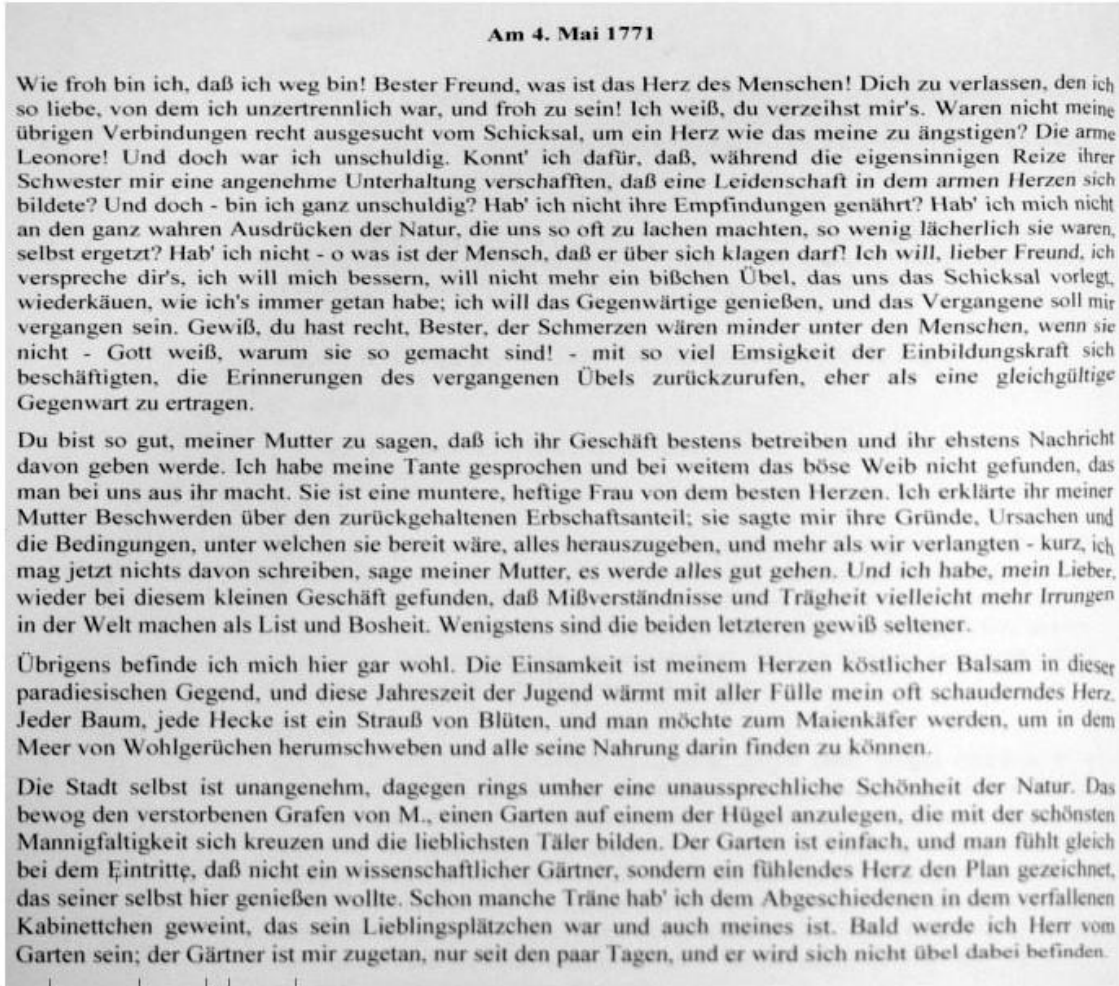 Am 4. Mai 1771
Wie froh bin ich, daß ich weg bin! Bester Freund, was ist das Herz des Menschen! Dich zu verlassen, den ich
so liebe, von dem ich unzertrennlich war, und froh zu sein! Ich weiß, du verzeihst mir's. Waren nicht meine
übrigen Verbindungen recht ausgesucht vom Schicksal, um ein Herz wie das meine zu ängstigen? Die arme
Leonore! Und doch war ich unschuldig. Konnt' ich dafür, daß, während die eigensinnigen Reize ihrer
Schwester mir eine angenehme Unterhaltung verschafften, daß eine Leidenschaft in dem armen Herzen sich
bildete? Und doch - bin ich ganz unschuldig? Hab' ich nicht ihre Empfindungen genährt? Hab' ich mich nicht
an den ganz wahren Ausdrücken der Natur, die uns so oft zu lachen machten, so wenig lächerlich sie waren,
selbst ergetzt? Hab' ich nicht - o was ist der Mensch, daß er über sich klagen darf! Ich will, lieber Freund, ich
verspreche dir's, ich will mich bessern, will nicht mehr ein bißchen Übel, das uns das Schicksal vorlegt,
wiederkäuen, wie ich's immer getan habe; ich will das Gegenwärtige genießen, und das Vergangene soll mir
vergangen sein. Gewiß, du hast recht, Bester, der Schmerzen wären minder unter den Menschen, wenn sie
nicht - Gott weiß, warum sie so gemacht sind! - mit so viel Emsigkeit der Einbildungskraft sich
beschäftigten, die Erinnerungen des vergangenen Übels zurückzurufen, eher als eine gleichgültige
Gegenwart zu ertragen.
Du bist so gut, meiner Mutter zu sagen, daß ich ihr Geschäft bestens betreiben und ihr ehstens Nachricht
davon geben werde. Ich habe meine Tante gesprochen und bei weitem das böse Weib nicht gefunden, das
man bei uns aus ihr macht. Sie ist eine muntere, heftige Frau von dem besten Herzen. Ich erklärte ihr meiner
Mutter Beschwerden über den zurückgehaltenen Erbschaftsanteil; sie sagte mir ihre Gründe, Ursachen und
die Bedingungen, unter welchen sie bereit wäre, alles herauszugeben, und mehr als wir verlangten - kurz, ich
mag jetzt nichts davon schreiben, sage meiner Mutter, es werde alles gut gehen. Und ich habe, mein Lieber,
wieder bei diesem kleinen Geschäft gefunden, daß Mißverständnisse und Trägheit vielleicht mehr Irrungen
in der Welt machen als List und Bosheit. Wenigstens sind die beiden letzteren gewiß seltener.
Übrigens befinde ich mich hier gar wohl. Die Einsamkeit ist meinem Herzen köstlicher Balsam in dieser
paradiesischen Gegend, und diese Jahreszeit der Jugend wärmt mit aller Fülle mein oft schauderndes Herz.
Jeder Baum, jede Hecke ist ein Strauß von Blüten, und man möchte zum Maienkäfer werden, um in dem
Meer von Wohlgerüchen herumschweben und alle seine Nahrung darin finden zu können.
Die Stadt selbst ist unangenehm, dagegen rings umher eine unaussprechliche Schönheit der Natur. Das
bewog den verstorbenen Grafen von M., einen Garten auf einem der Hügel anzulegen, die mit der schönsten
Mannigfaltigkeit sich kreuzen und die lieblichsten Täler bilden. Der Garten ist einfach, und man fühlt gleich
bei dem Eintritte, daß nicht ein wissenschaftlicher Gärtner, sondern ein fühlendes Herz den Plan gezeichnet,
das seiner selbst hier genießen wollte. Schon manche Träne hab' ich dem Abgeschiedenen in dem verfallenen
Kabinettchen geweint, das sein Lieblingsplätzchen war und auch meines ist. Bald werde ich Herr vom
Garten sein; der Gärtner ist mir zugetan, nur seit den paar Tagen, und er wird sich nicht übel dabei befinden.